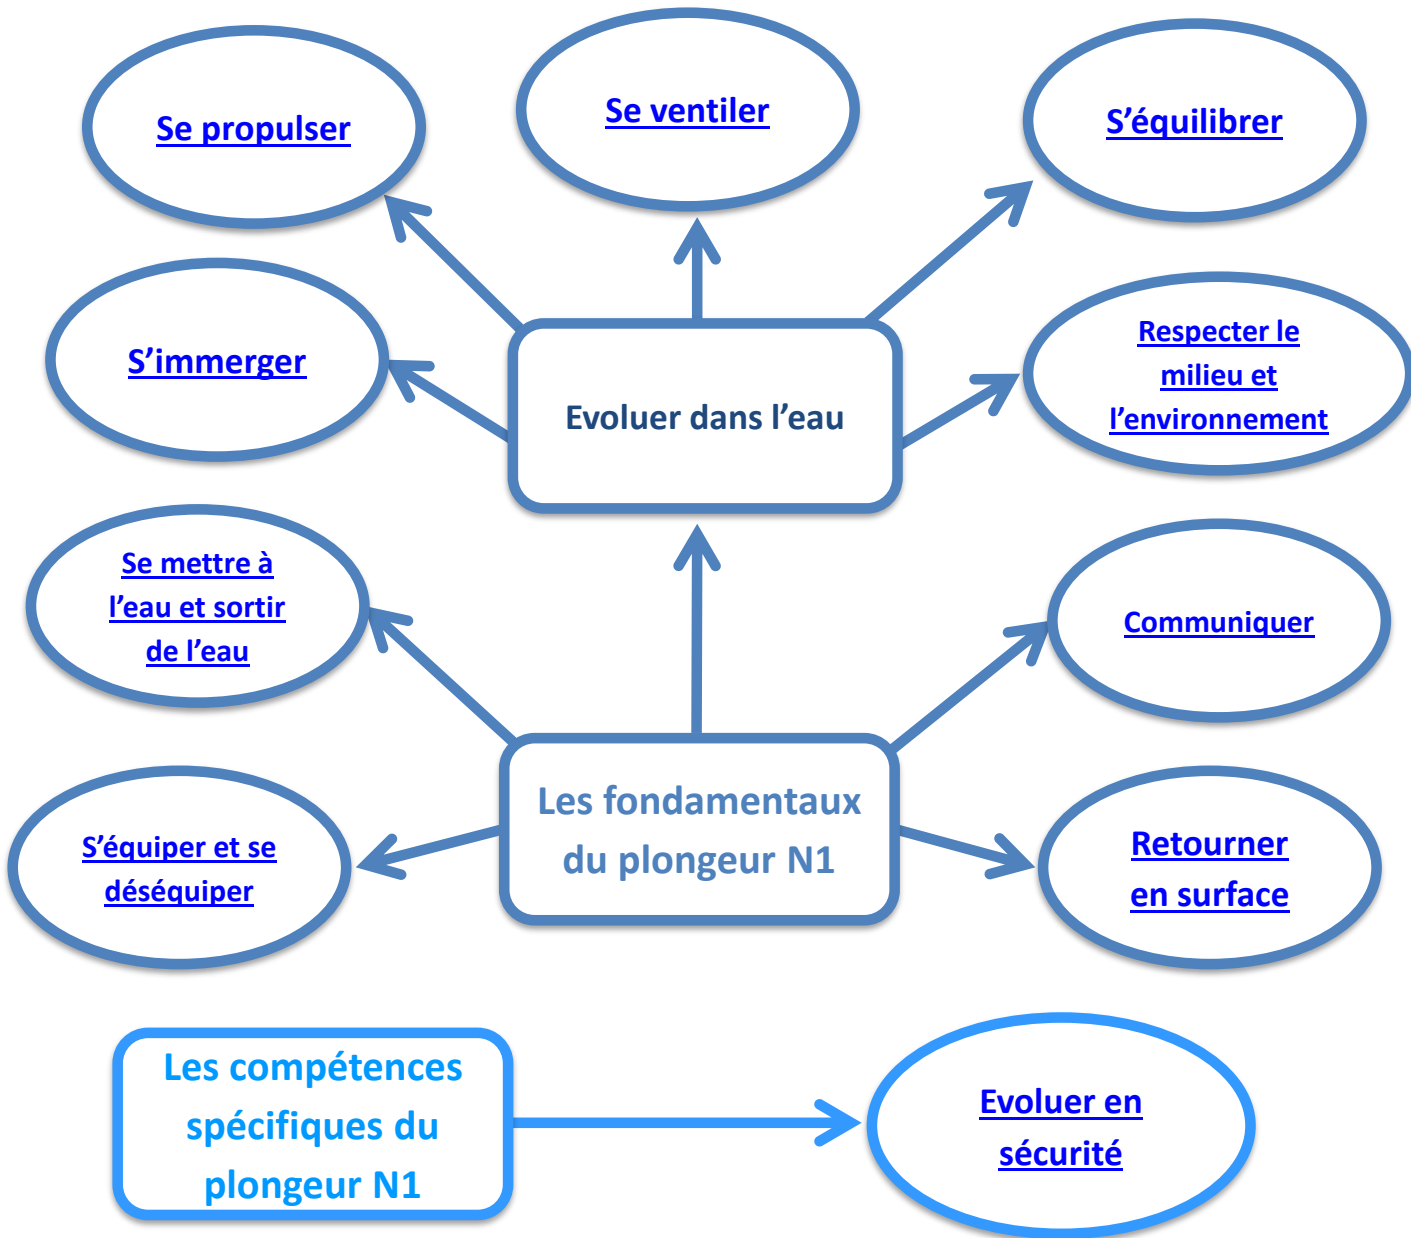 Se propulser
Se ventiler
S’équilibrer
S’immerger
Evoluer dans l’eau
Respecter le
milieu et
l’environnement
Se mettre à
l’eau et sortir
de l’eau
Communiquer
S’équiper et se
déséquiper
Les fondamentaux
du plongeur N1
Retourner
en surface
Les compétences
spécifiques du
plongeur N1
Evoluer en
sécurité